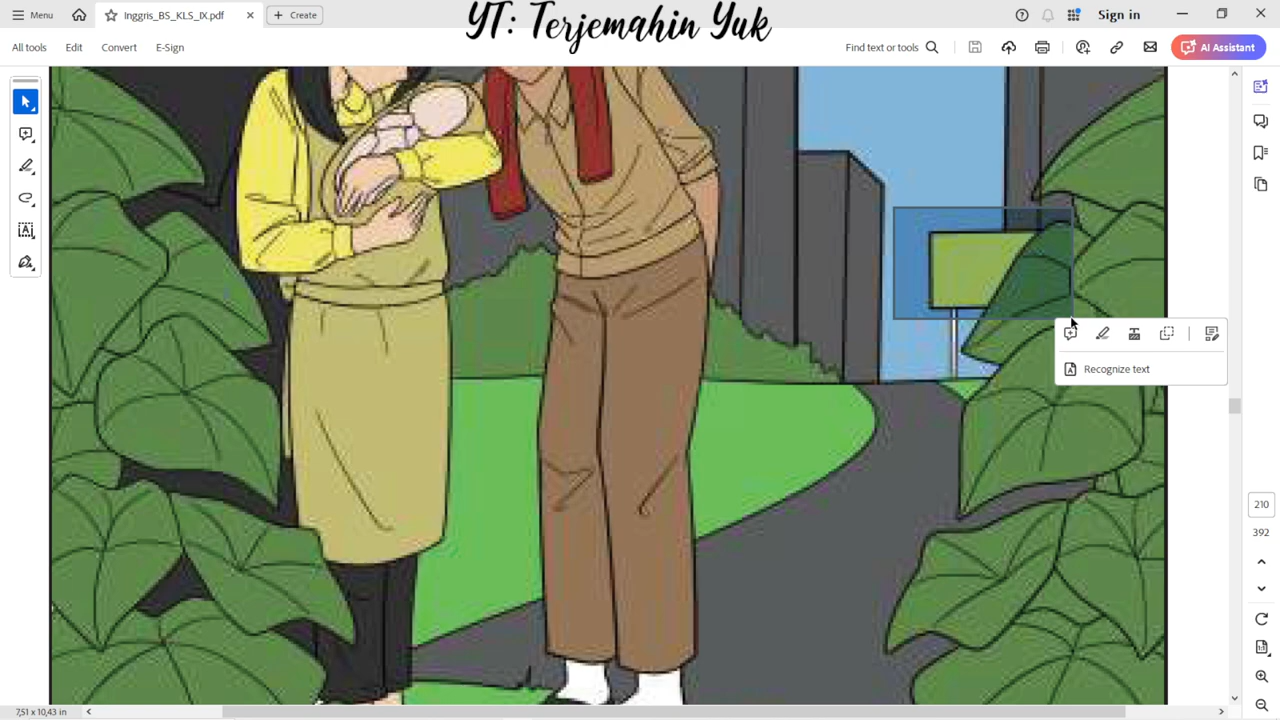 Menu
Inggris_BS_KLS_IX.pdf
Create
YT: Terjemahin Yuk
Sign in
All tools
Edit
Convert
E-Sign
Find text or tools
AI Assistant
Recognize text
210
392
7,51 x 10,43 in